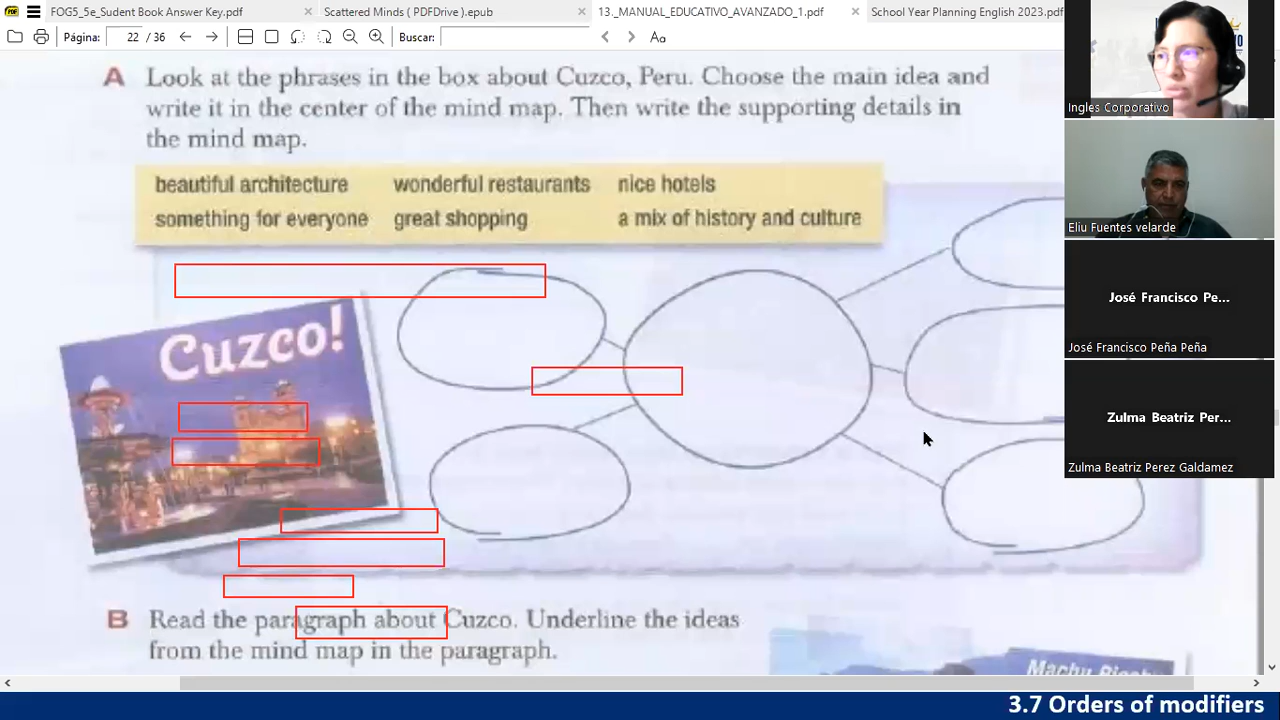 FOG5_5e_Sudent Book Answer Key.pdf
Scattered Minds ( PDFDrive ).epub
13._MANUAL_EDUCATIVO_AVANZADO_1.pdf
School Year Planning English 2023.pdf
Página: 22 / 36
Buscar:
A Look at the phrases in the box about Cuzco, Peru. Choose the main idea and
write it in the center of the mind map. Then write the supporting details in
the mind map.
beautiful architecture wonderful restaurants nice hotels
something for everyone great shopping a mix of history and culture
Cuzco!
B Read the paragraph about Cuzco. Underline the ideas
from the mind map in the paragraph.
Ingles Corporativo
Eliu Fuentes velarde
José Francisco Pe...
José Francisco Peña Peña
Zulma Beatriz Per...
Zulma Beatriz Perez Galdamez
3.7 Orders of modifiers